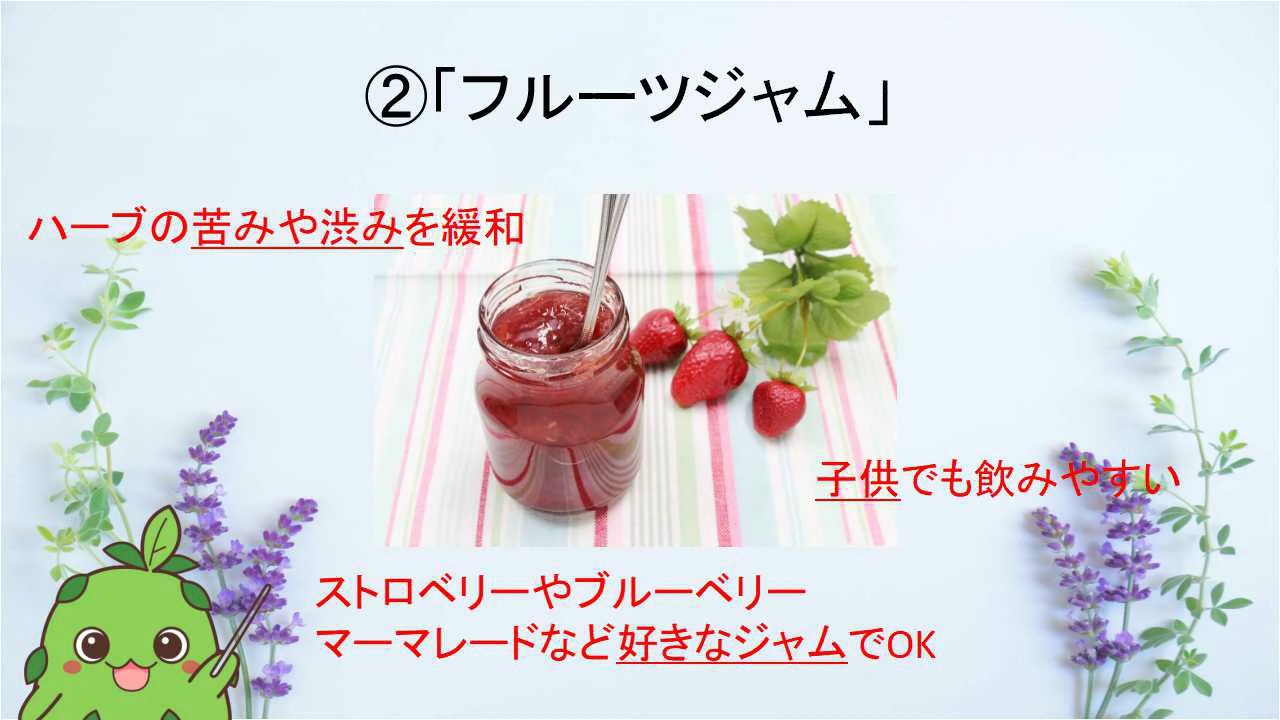 ②「フルーツジャム」
ハーブの苦みや渋みを緩和
子供でも飲みやすい
ストロベリーやブルーベリー
マーマレードなど好きなジャムでOK